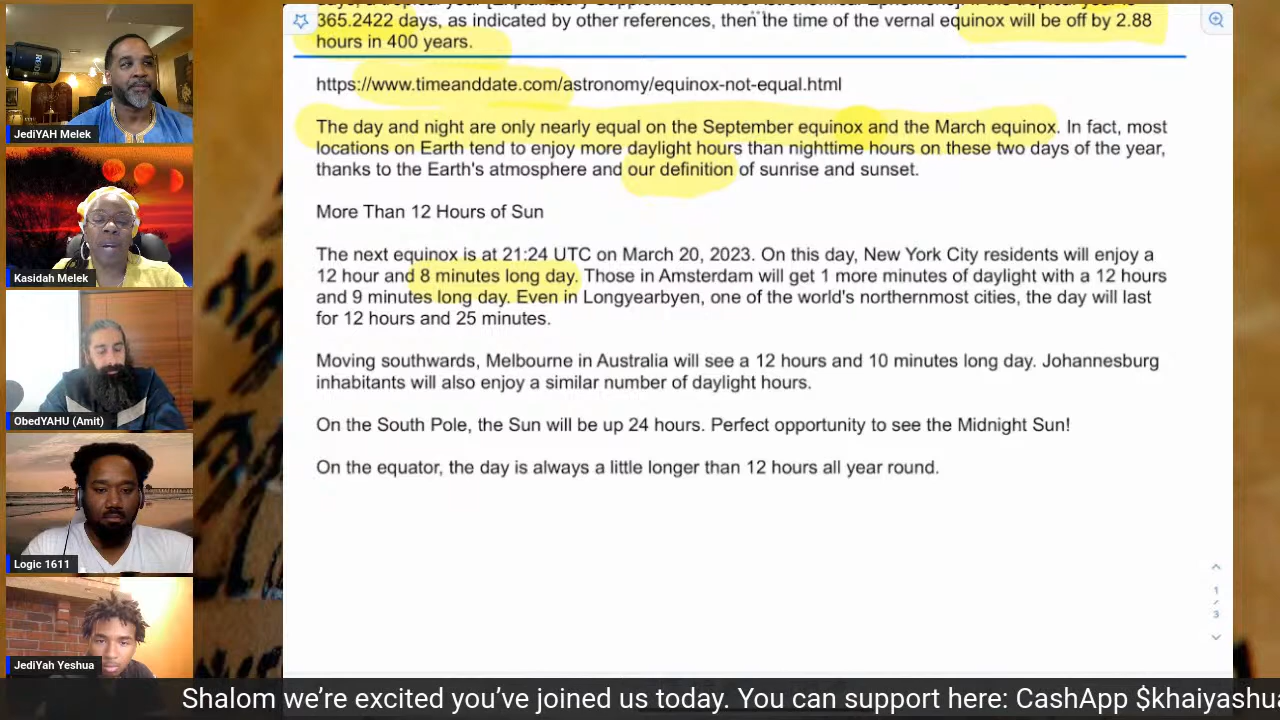 365.2422 days, as indicated by other references, then the time of the vernal equinox will be off by 2.88
hours in 400 years.
https://www.timeanddate.com/astronomy/equinox-not-equal.html
The day and night are only nearly equal on the September equinox and the March equinox. In fact, most
locations on Earth tend to enjoy more daylight hours than nighttime hours on these two days of the year,
thanks to the Earth's atmosphere and our definition of sunrise and sunset.
More Than 12 Hours of Sun
The next equinox is at 21:24 UTC on March 20, 2023. On this day, New York City residents will enjoy a
12 hour and 8 minutes long day. Those in Amsterdam will get 1 more minutes of daylight with a 12 hours
and 9 minutes long day. Even in Longyearbyen, one of the world's northernmost cities, the day will last
for 12 hours and 25 minutes.
Moving southwards, Melbourne in Australia will see a 12 hours and 10 minutes long day. Johannesburg
inhabitants will also enjoy a similar number of daylight hours.
On the South Pole, the Sun will be up 24 hours. Perfect opportunity to see the Midnight Sun!
On the equator, the day is always a little longer than 12 hours all year round.
1
/
3
JediYAH Melek
Kasidah Melek
ObedYAHU (Amit)
Logic 1611
JediYah Yeshua
Shalom we're excited you've joined us today. You can support here: CashApp $khaiyashua